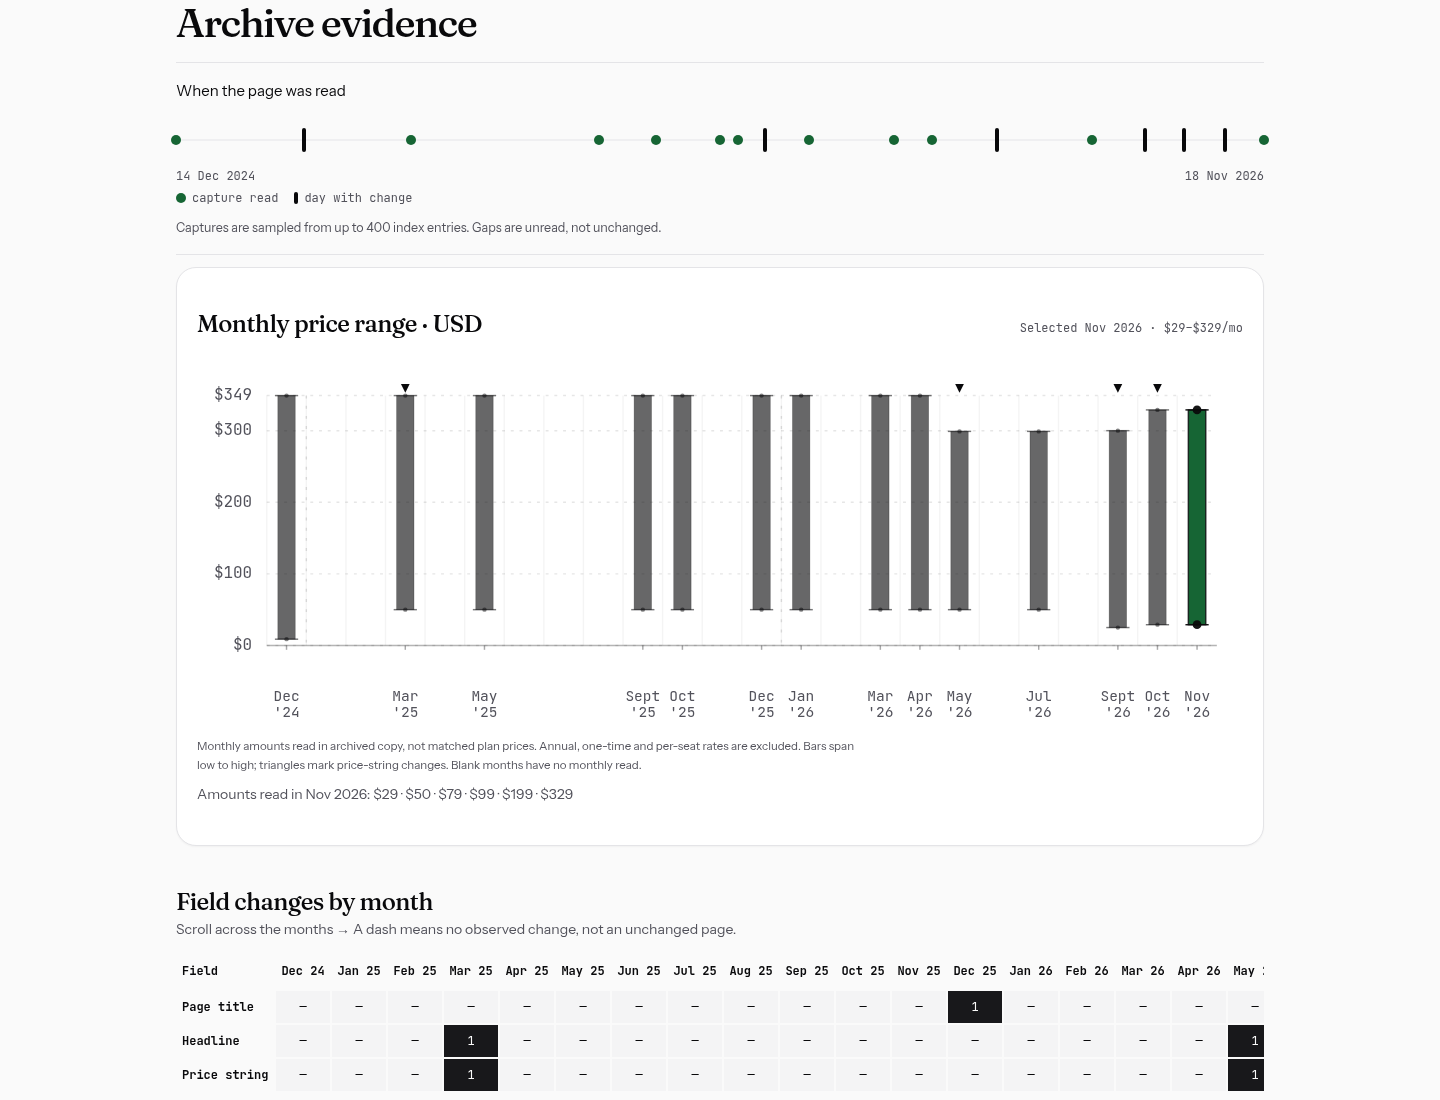 Archive evidence
When the page was read
14 Dec 2024 18 Nov 2026
capture read day with change
Captures are sampled from up to 400 index entries. Gaps are unread, not unchanged.
Monthly price range · USD
Selected Nov 2026 · $29–$329/mo
$349
$300
$200
$100
$0
Dec '24
Mar '25
May '25
Sept '25
Oct '25
Dec '25
Jan '26
Mar '26
Apr '26
May '26
Jul '26
Sept '26
Oct '26
Nov '26
Monthly amounts read in archived copy, not matched plan prices. Annual, one-time and per-seat rates are excluded. Bars span
low to high; triangles mark price-string changes. Blank months have no monthly read.
Amounts read in Nov 2026: $29 · $50 · $79 · $99 · $199 · $329
Field changes by month
Scroll across the months → A dash means no observed change, not an unchanged page.
Field Dec 24 Jan 25 Feb 25 Mar 25 Apr 25 May 25 Jun 25 Jul 25 Aug 25 Sep 25 Oct 25 Nov 25 Dec 25 Jan 26 Feb 26 Mar 26 Apr 26 May
Page title — — — — — — — — — — — — 1 — — — — —
Headline — — — 1 — — — — — — — — — — — — — 1
Price string — — — 1 — — — — — — — — — — — — — 1